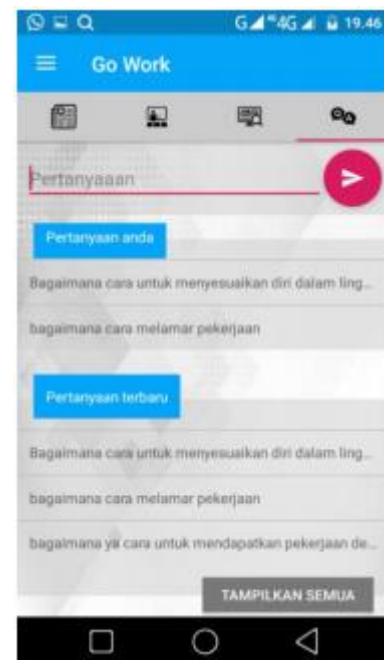 G 4G 19.46
Go Work
Pertanyaaan
Pertanyaan anda
Bagaimana cara untuk menyesuaikan diri dalam ling...
bagaimana cara melamar pekerjaan
Pertanyaan terbaru
Bagaimana cara untuk menyesuaikan diri dalam ling...
bagaimana cara melamar pekerjaan
bagaimana ya cara untuk mendapatkan pekerjaan de...
TAMPILKAN SEMUA